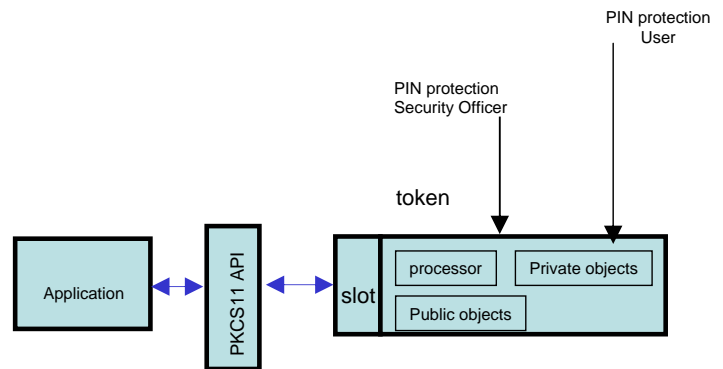 PIN protection
User
PIN protection
Security Officer
token
Application
PKCS11 API
slot
processor
Private objects
Public objects